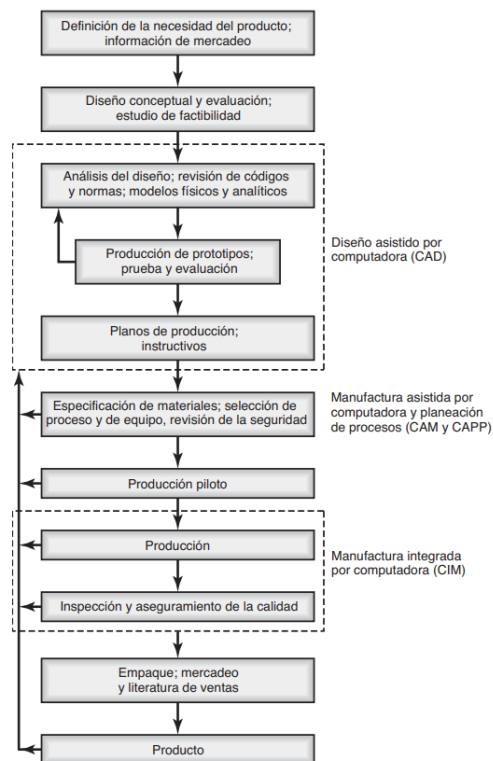 Definición de la necesidad del producto;
información de mercadeo
Diseño conceptual y evaluación;
estudio de factibilidad
Análisis del diseño; revisión de códigos
y normas; modelos físicos y analíticos
Producción de prototipos;
prueba y evaluación
Diseño asistido por
computadora (CAD)
Planos de producción;
instructivos
Especificación de materiales; selección de
proceso y de equipo, revisión de la seguridad
Manufactura asistida por
computadora y planeación
de procesos (CAM y CAPP)
Producción piloto
Producción
Manufactura integrada
por computadora (CIM)
Inspección y aseguramiento de la calidad
Empaque; mercadeo
y literatura de ventas
Producto